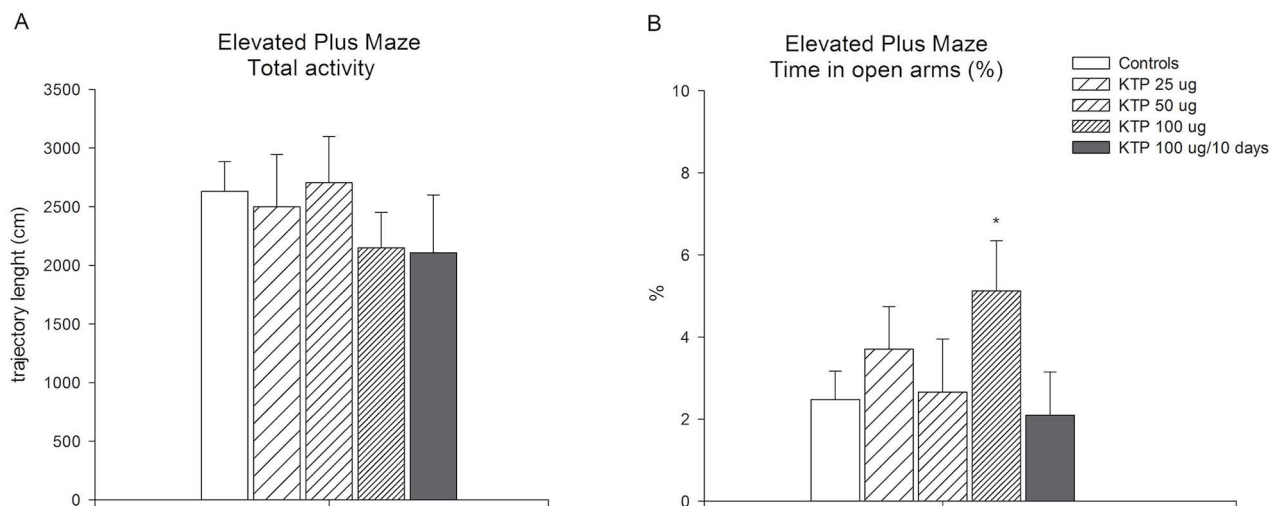 A
Elevated Plus Maze
Total activity
3500
3000
2500
2000
1500
1000
500
0
trajectory lenght (cm)
B
Elevated Plus Maze
Time in open arms (%)
Controls
KTP 25 ug
KTP 50 ug
KTP 100 ug
KTP 100 ug/10 days
10
8
6
4
2
0
%
*